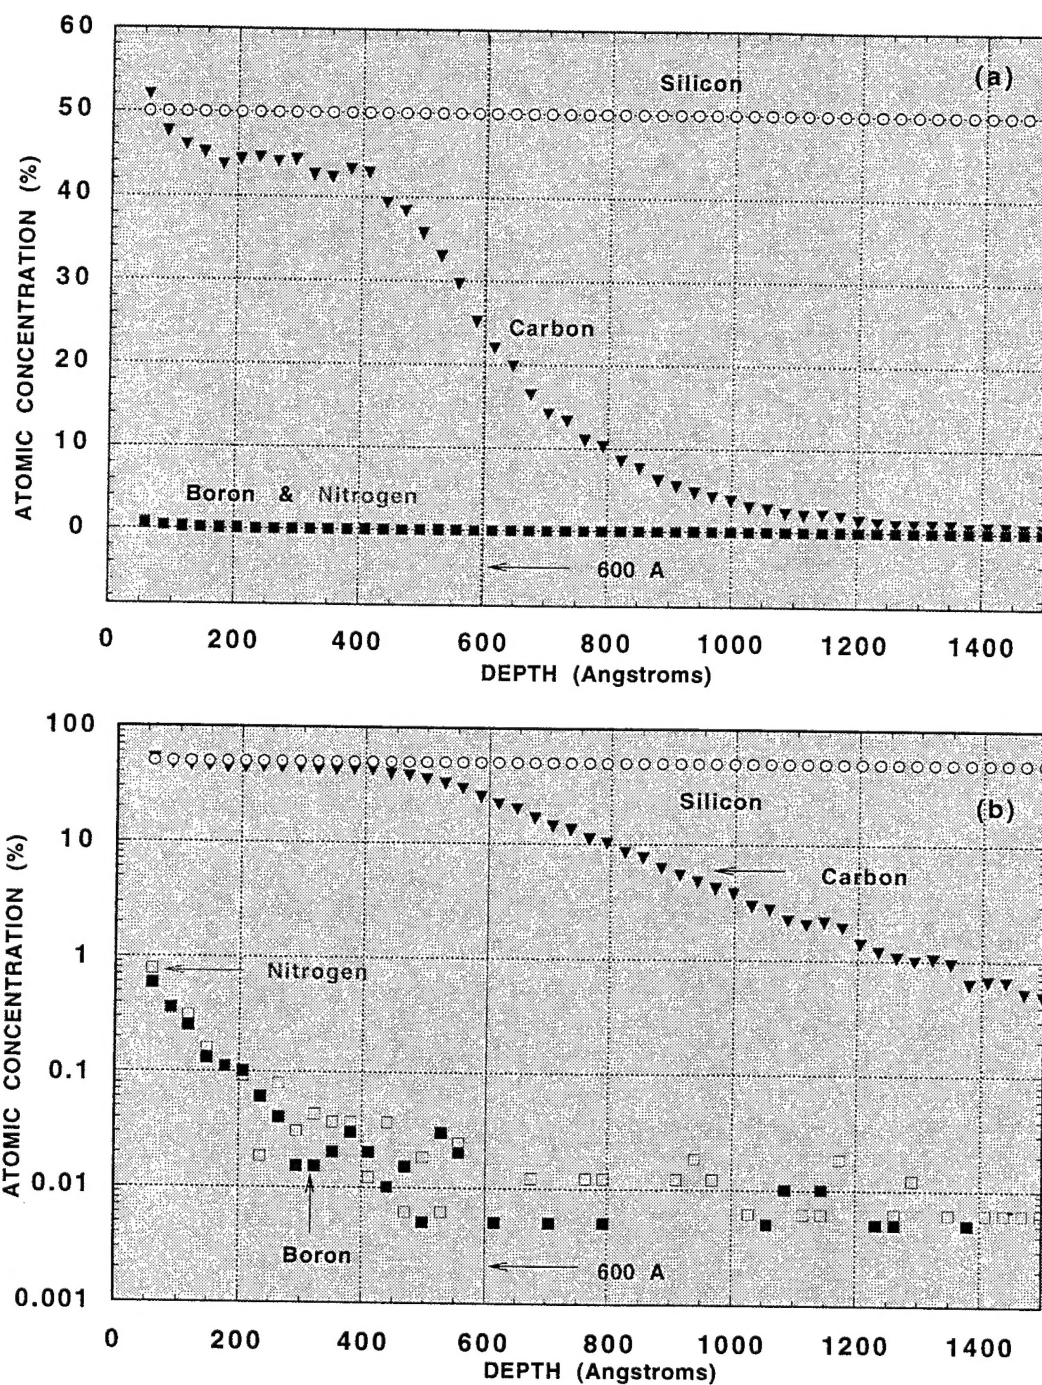 60
50
40
30
20
10
0
ATOMIC CONCENTRATION (%)
(a)
Silicon
Carbon
Boron & Nitrogen
600 A
0 200 400 600 800 1000 1200 1400
DEPTH (Angstroms)
100
10
1
0.1
0.01
0.001
ATOMIC CONCENTRATION (%)
(b)
Silicon
Carbon
Nitrogen
Boron
600 A
0 200 400 600 800 1000 1200 1400
DEPTH (Angstroms)